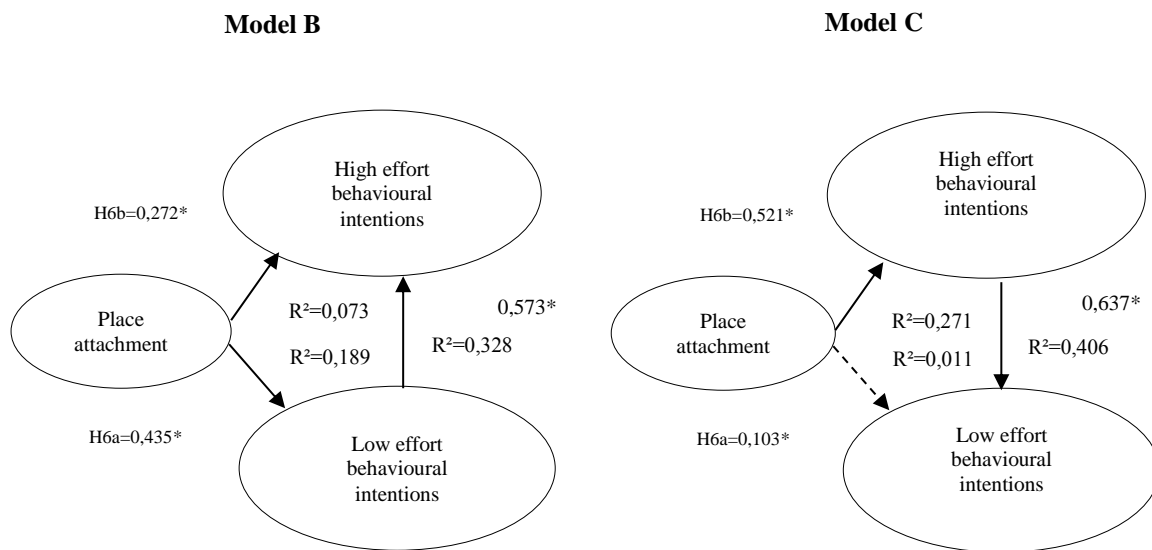 Model B
High effort
behavioural
intentions
H6b=0,272*
Place
attachment
R²=0,073
0,573*
R²=0,189
R²=0,328
H6a=0,435*
Low effort
behavioural
intentions
Model C
High effort
behavioural
intentions
H6b=0,521*
Place
attachment
R²=0,271
0,637*
R²=0,011
R²=0,406
H6a=0,103*
Low effort
behavioural
intentions